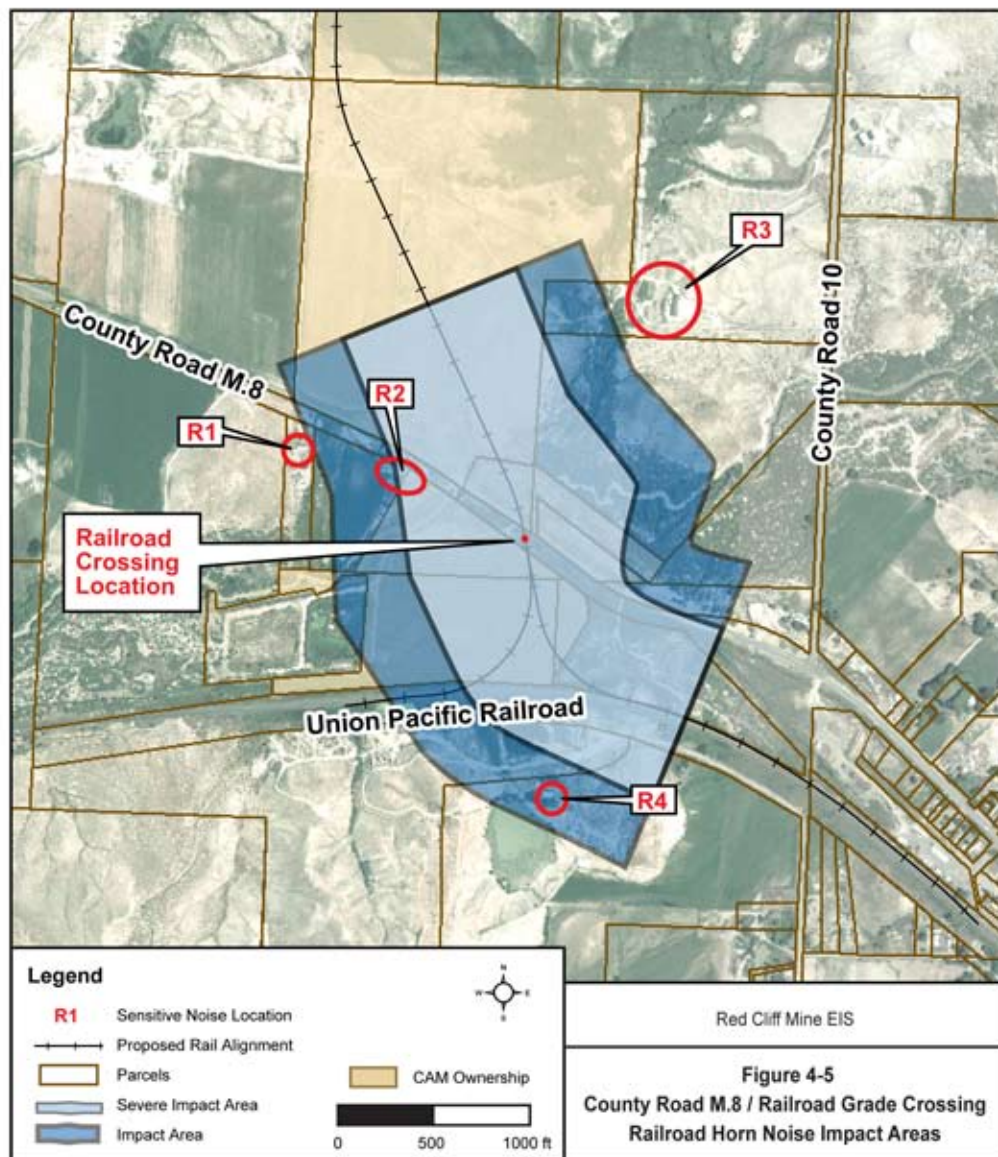 R3
County Road 10
County Road M.8
R2
R1
Railroad
Crossing
Location
Union Pacific Railroad
R4
Legend
R1 Sensitive Noise Location
Proposed Rail Alignment
Parcels
Severe Impact Area
Impact Area
N
W E
S
CAM Ownership
0 500 1000 ft
Red Cliff Mine EIS
Figure 4-5
County Road M.8 / Railroad Grade Crossing
Railroad Horn Noise Impact Areas